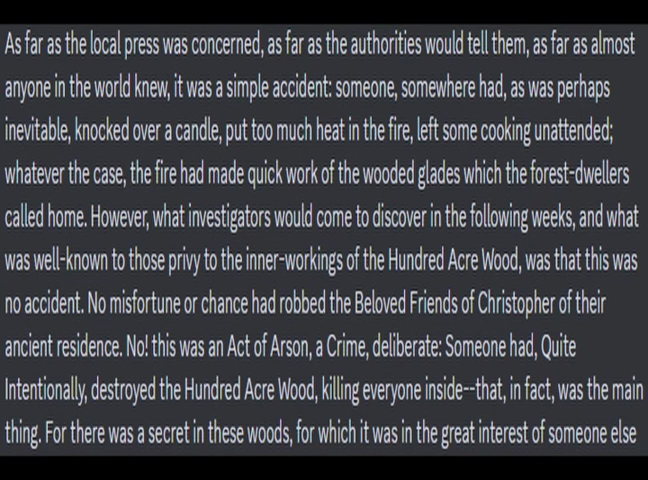 As far as the local press was concerned, as far as the authorities would tell them, as far as almost
anyone in the world knew, it was a simple accident: someone, somewhere had, as was perhaps
inevitable, knocked over a candle, put too much heat in the fire, left some cooking unattended;
whatever the case, the fire had made quick work of the wooded glades which the forest-dwellers
called home. However, what investigators would come to discover in the following weeks, and what
was well-known to those privy to the inner-workings of the Hundred Acre Wood, was that this was
no accident. No misfortune or chance had robbed the Beloved Friends of Christopher of their
ancient residence. No! this was an Act of Arson, a Crime, deliberate: Someone had, Quite
Intentionally, destroyed the Hundred Acre Wood, killing everyone inside--that, in fact, was the main
thing. For there was a secret in these woods, for which it was in the great interest of someone else